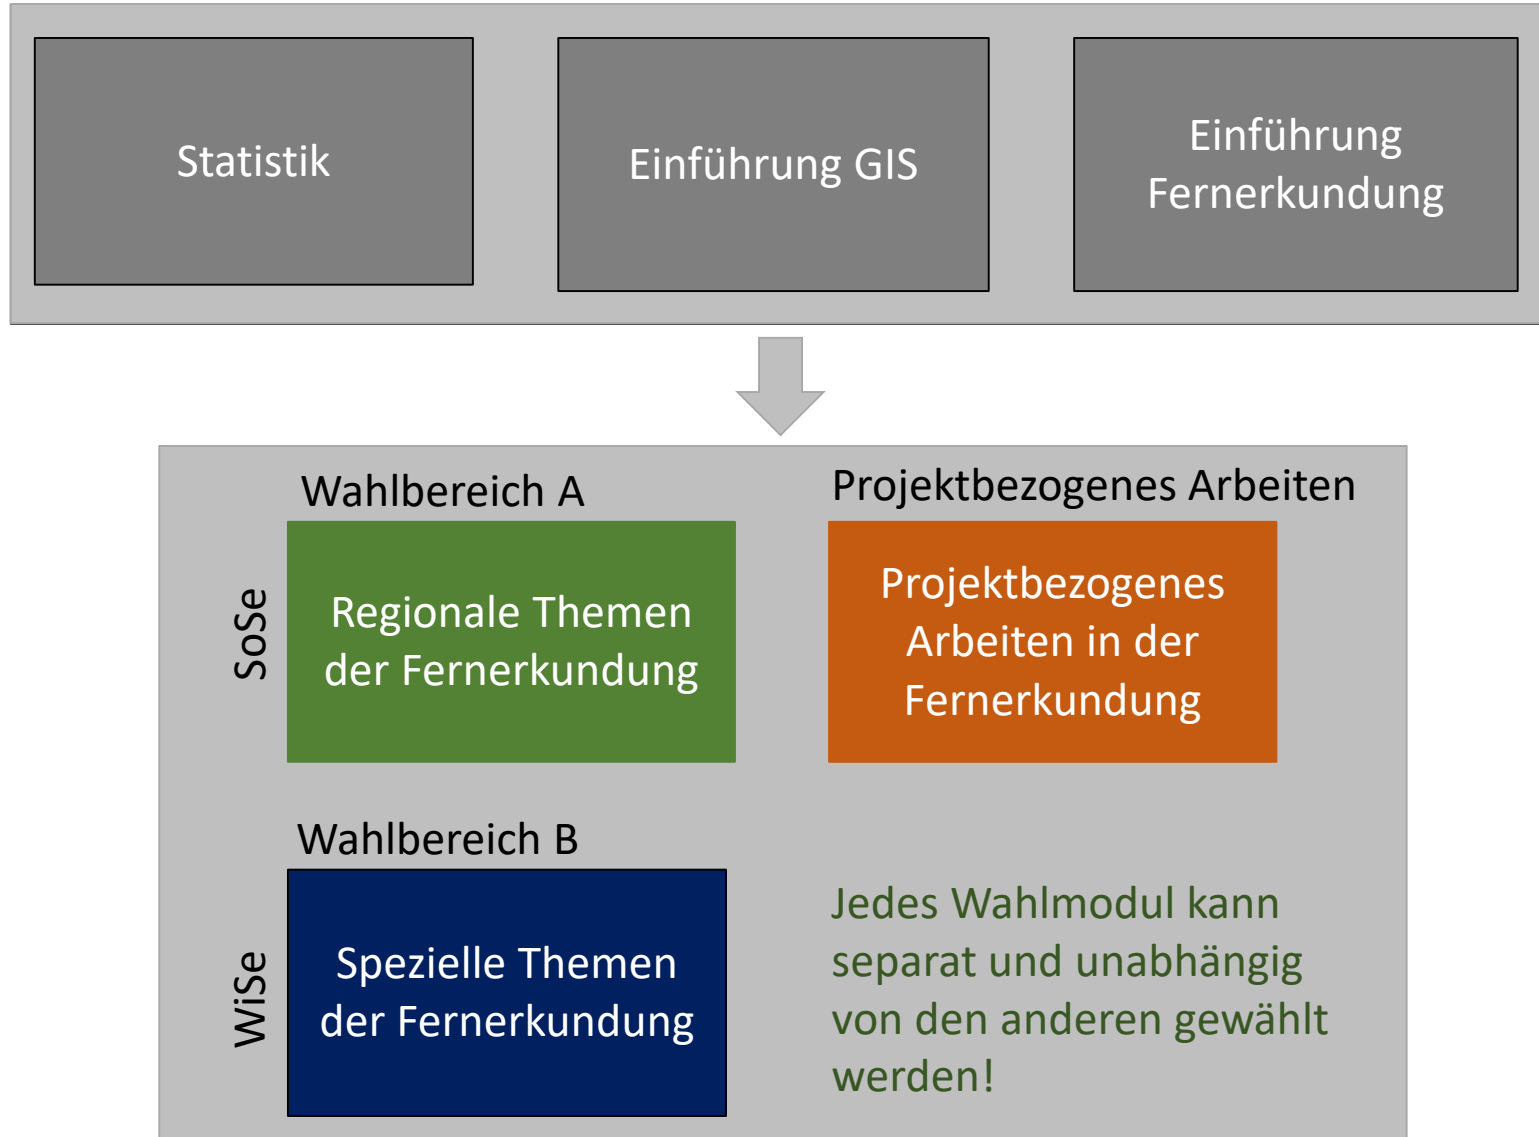 Statistik
Einführung GIS
Einführung
Fernerkundung
Wahlbereich A
Projektbezogenes Arbeiten
SoSe
Regionale Themen
der Fernerkundung
Projektbezogenes
Arbeiten in der
Fernerkundung
Wahlbereich B
WiSe
Spezielle Themen
der Fernerkundung
Jedes Wahlmodul kann
separat und unabhängig
von den anderen gewählt
werden!